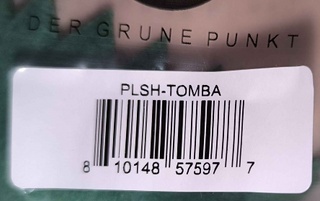 DER GRUNE PUNKT
PLSH-TOMBA
8 10148 57597 7